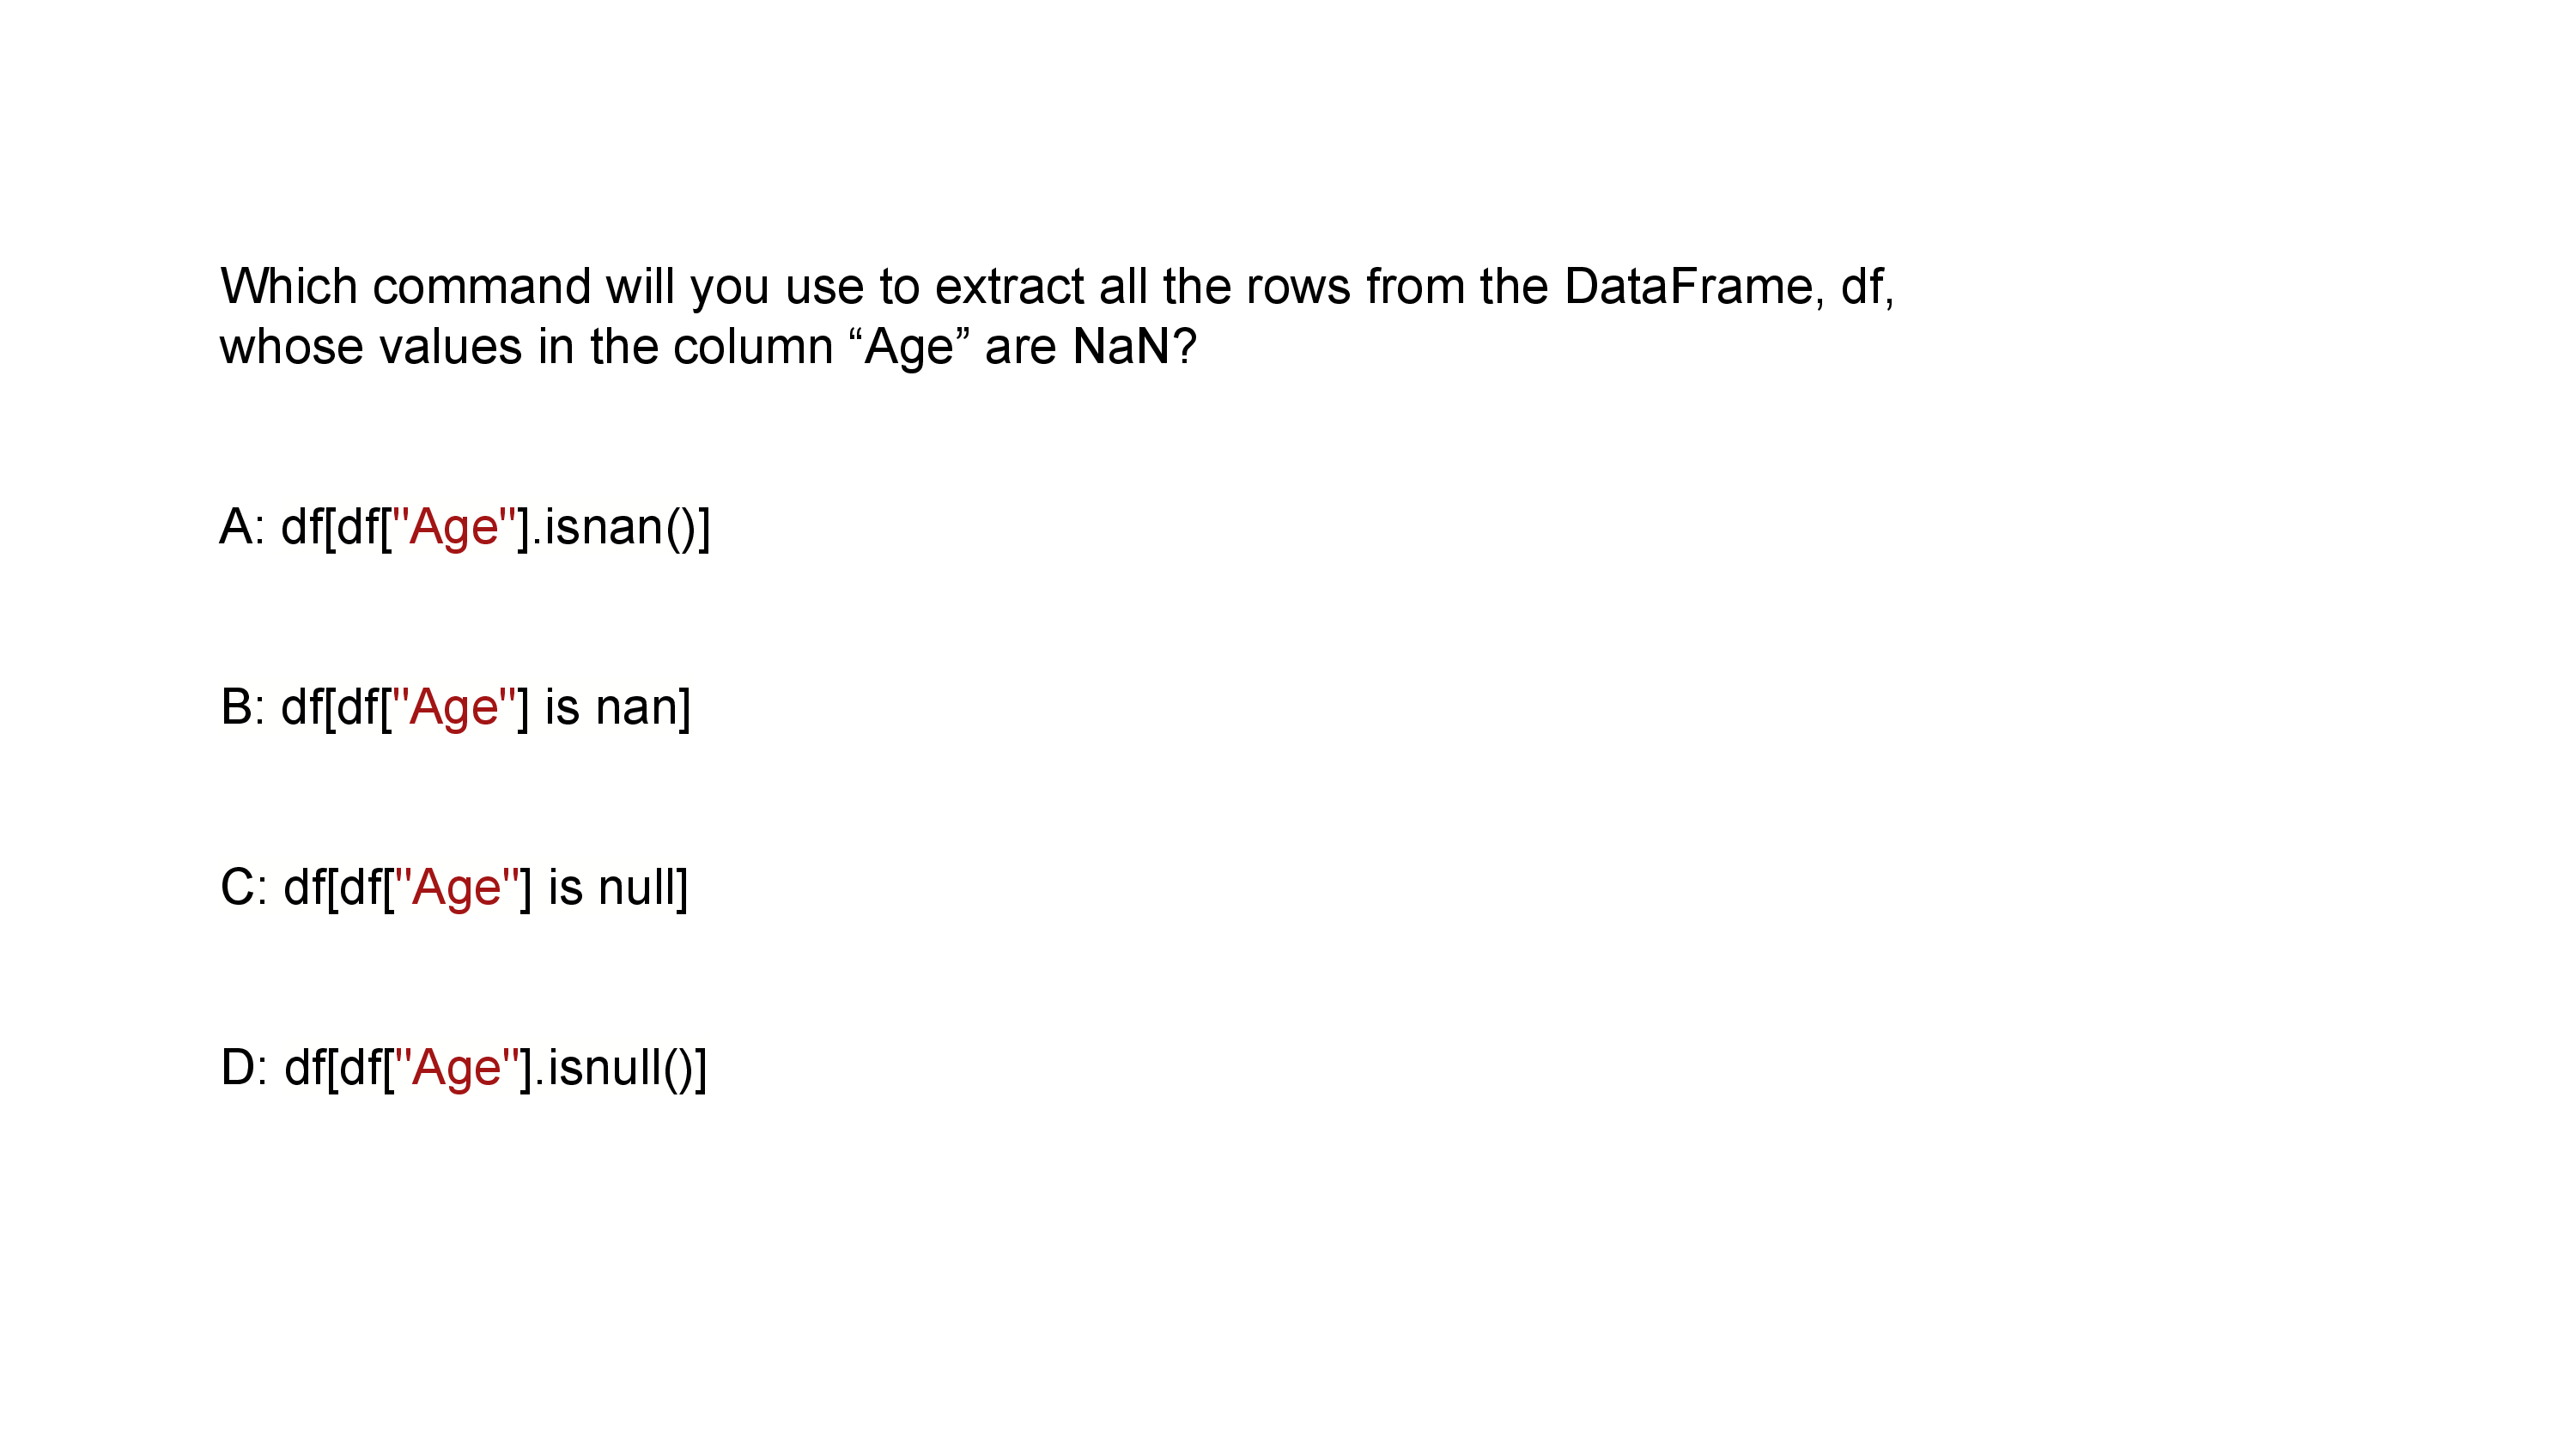 Which command will you use to extract all the rows from the DataFrame, df,
whose values in the column “Age” are NaN?
A: df[df["Age"].isnan()]
B: df[df["Age"] is nan]
C: df[df["Age"] is null]
D: df[df["Age"].isnull()]